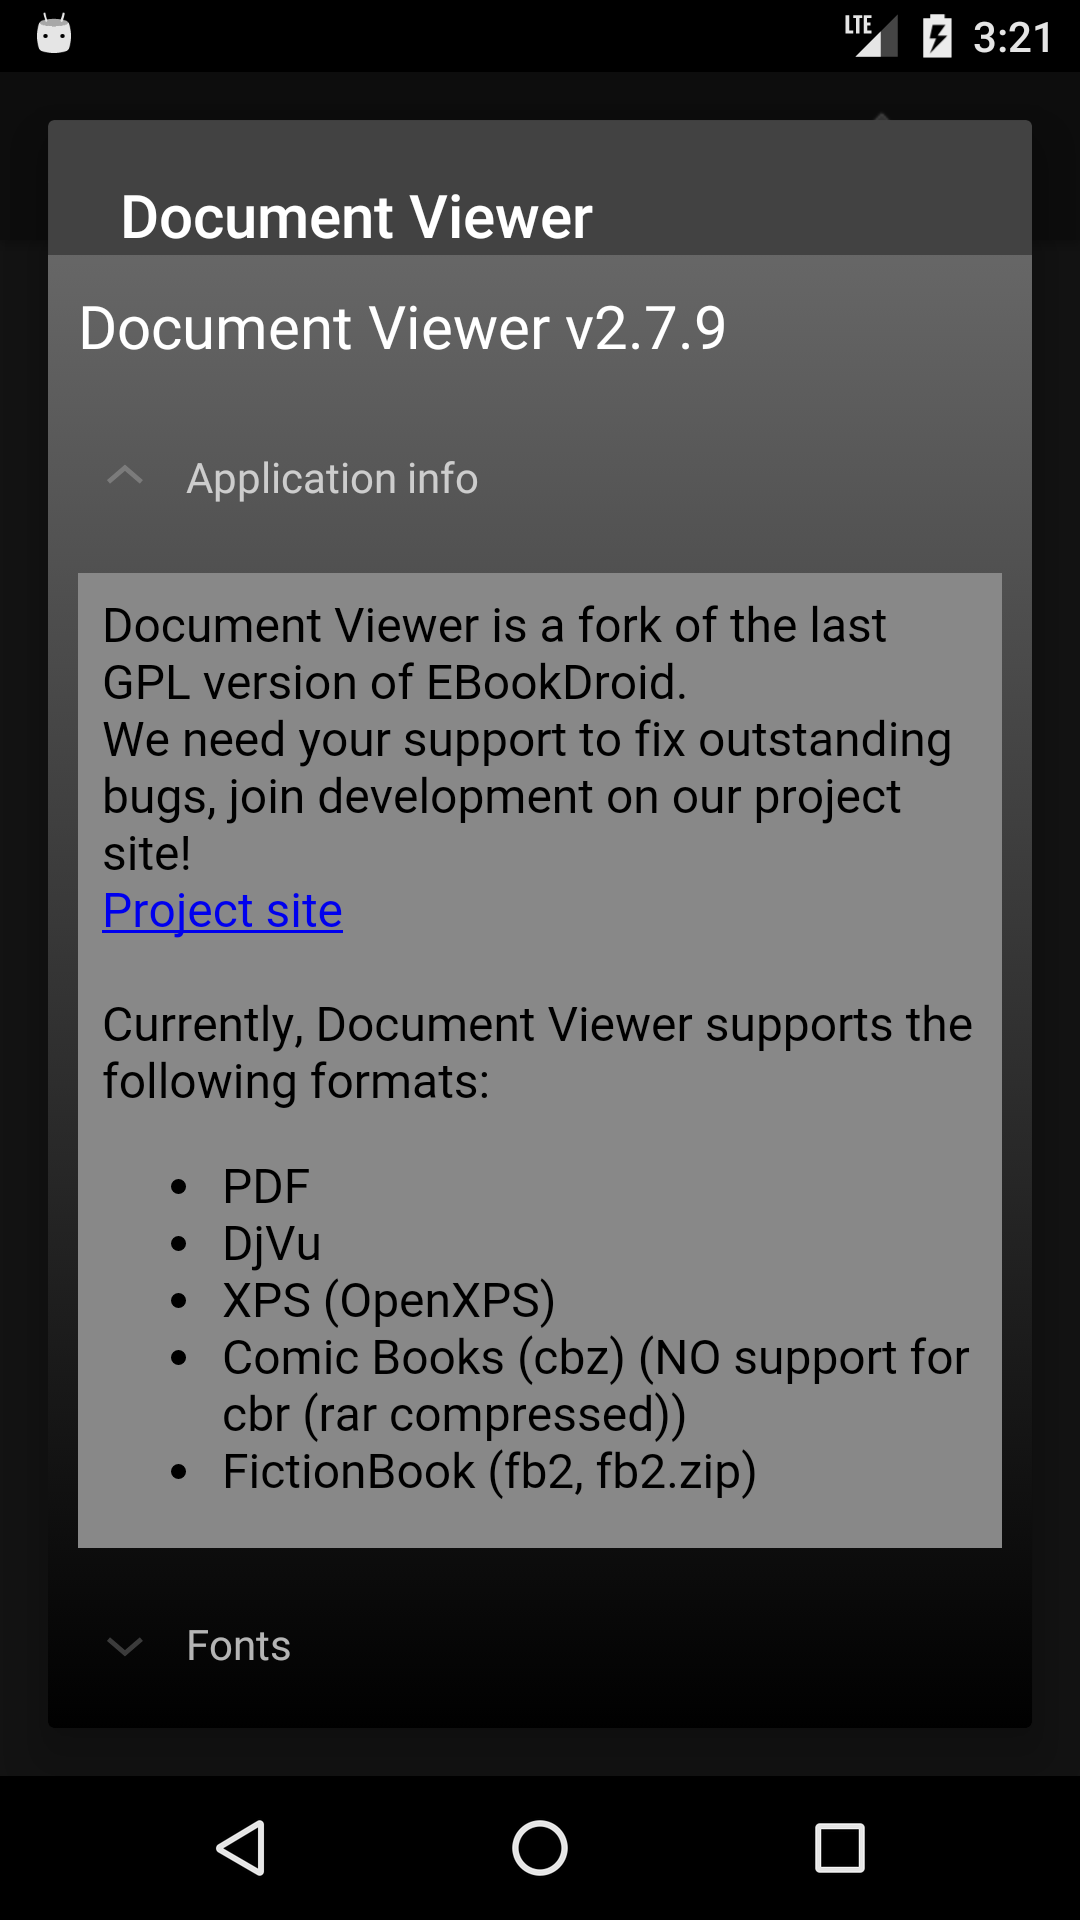 LTE 3:21
Document Viewer
Document Viewer v2.7.9
Application info
Document Viewer is a fork of the last
GPL version of EBookDroid.
We need your support to fix outstanding
bugs, join development on our project
site!
Project site
Currently, Document Viewer supports the
following formats:
• PDF
• DjVu
• XPS (OpenXPS)
• Comic Books (cbz) (NO support for
cbr (rar compressed))
• FictionBook (fb2, fb2.zip)
Fonts